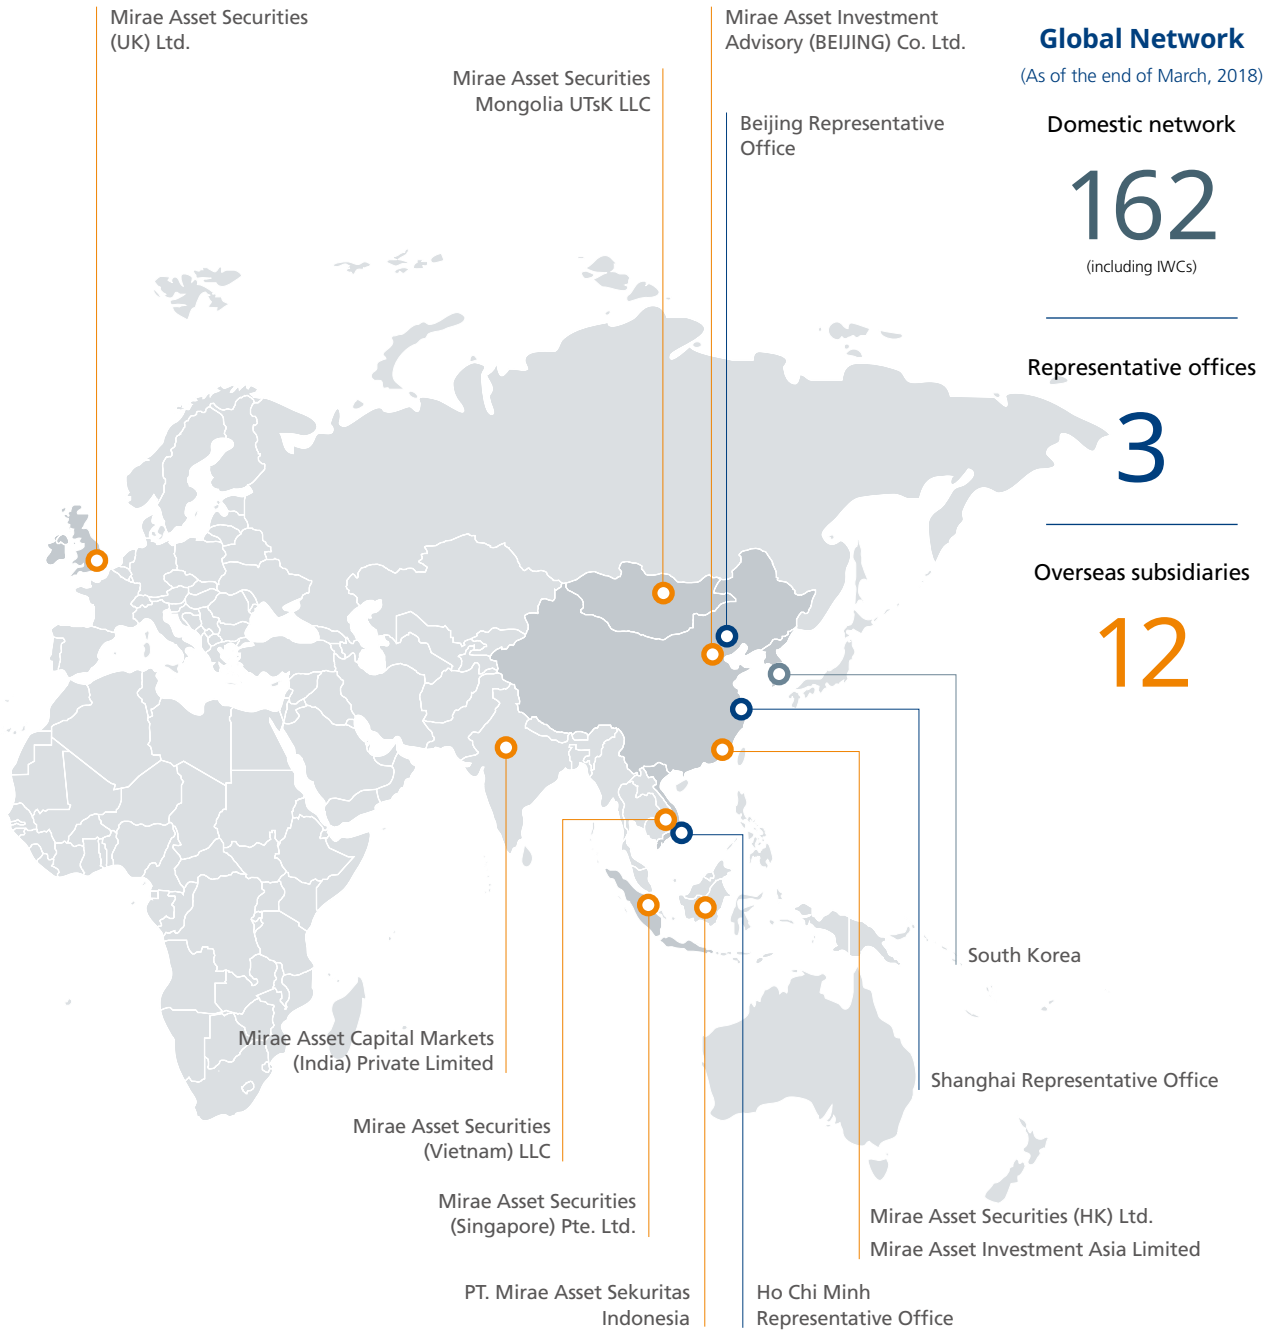 Mirae Asset Securities
(UK) Ltd.
Mirae Asset Securities
Mongolia UTsK LLC
Mirae Asset Investment
Advisory (BEIJING) Co. Ltd.
Beijing Representative
Office
Global Network
(As of the end of March, 2018)
Domestic network
162
(including IWCs)
Representative offices
3
Overseas subsidiaries
12
South Korea
Mirae Asset Capital Markets
(India) Private Limited
Shanghai Representative Office
Mirae Asset Securities
(Vietnam) LLC
Mirae Asset Securities
(Singapore) Pte. Ltd.
Mirae Asset Securities (HK) Ltd.
Mirae Asset Investment Asia Limited
PT. Mirae Asset Sekuritas
Indonesia
Ho Chi Minh
Representative Office